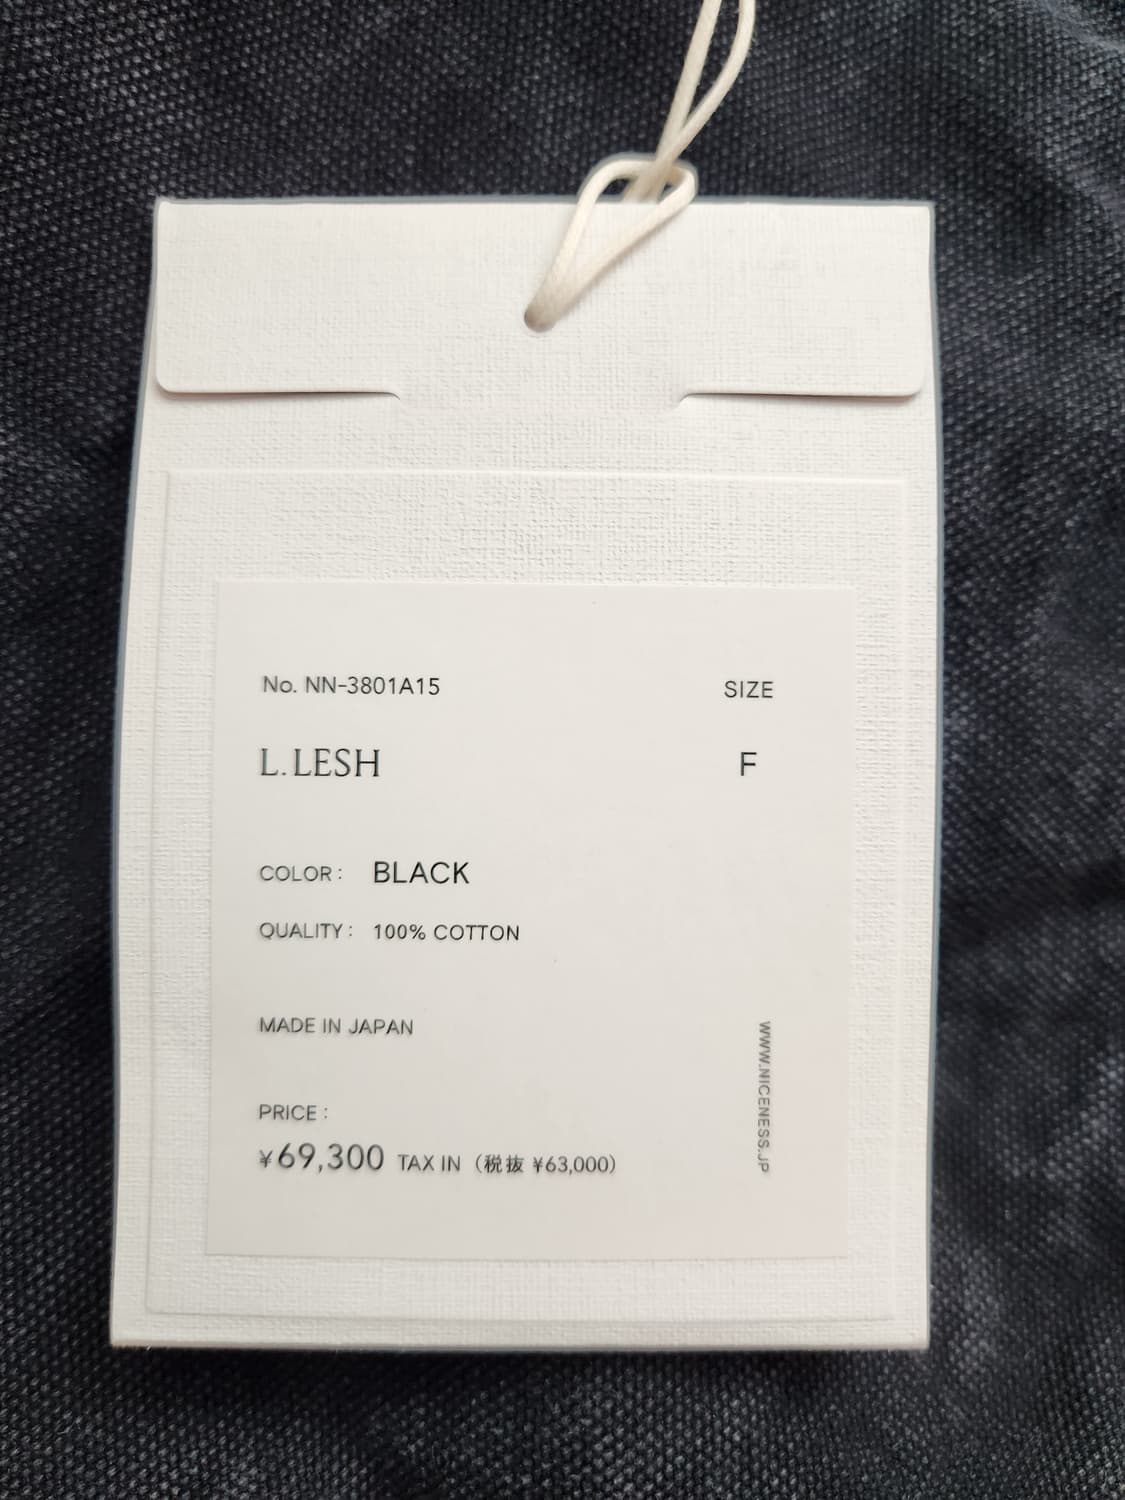 No. NN-3801A15
SIZE
L.LESH
F
COLOR: BLACK
QUALITY: 100% COTTON
MADE IN JAPAN
PRICE:
¥69,300 TAX IN (税抜 ¥63,000)
WWW.NICENESS.JP